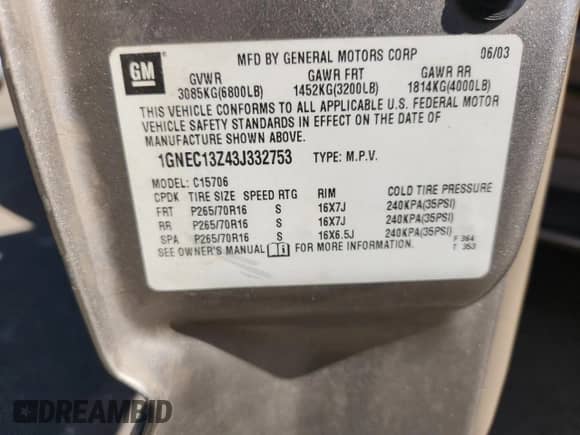 GM
MFD BY GENERAL MOTORS CORP 06/03
GVWR GAWR FRT GAWR RR
3085KG(6800LB) 1452KG(3200LB) 1814KG(4000LB)
THIS VEHICLE CONFORMS TO ALL APPLICABLE U.S. FEDERAL MOTOR
VEHICLE SAFETY STANDARDS IN EFFECT ON THE DATE OF
MANUFACTURE SHOWN ABOVE.
1GNEC13Z43J332753 TYPE: M.P.V.
MODEL: C15706
CPDK TIRE SIZE SPEED RTG RIM COLD TIRE PRESSURE
FRT P265/70R16 S 16X7J 240KPA(35PSI)
RR P265/70R16 S 16X7J 240KPA(35PSI)
SPA P265/70R16 S 16X6.5J 240KPA(35PSI)
SEE OWNER'S MANUAL FOR MORE INFORMATION.
F 364
T 353
DREAMBID